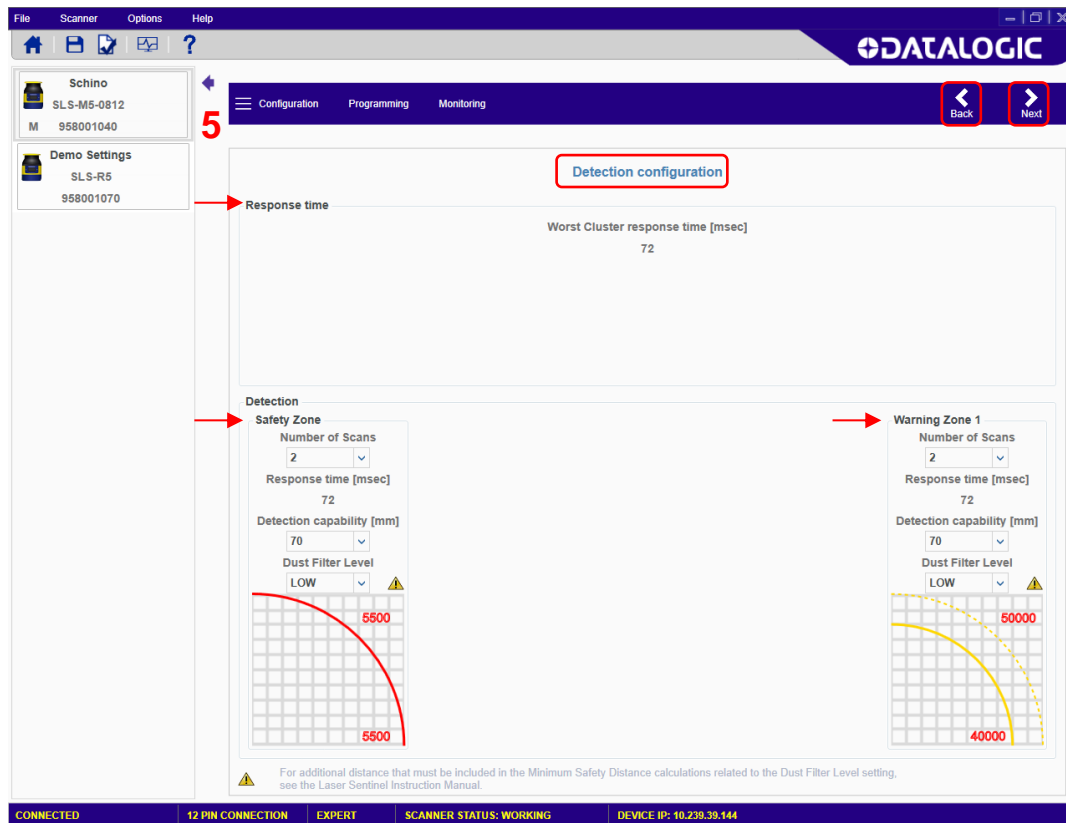 File Scanner Options Help
DATALOGIC
Schino
SLS-M5-0812
M 958001040
Demo Settings
SLS-R5
958001070
5
Configuration Programming Monitoring
Back Next
Detection configuration
Response time
Worst Cluster response time [msec]
72
Detection
Safety Zone
Number of Scans
2
Response time [msec]
72
Detection capability [mm]
70
Dust Filter Level
LOW
5500
5500
Warning Zone 1
Number of Scans
2
Response time [msec]
72
Detection capability [mm]
70
Dust Filter Level
LOW
50000
40000
For additional distance that must be included in the Minimum Safety Distance calculations related to the Dust Filter Level setting,
see the Laser Sentinel Instruction Manual.
CONNECTED 12 PIN CONNECTION EXPERT SCANNER STATUS: WORKING DEVICE IP: 10.239.39.144